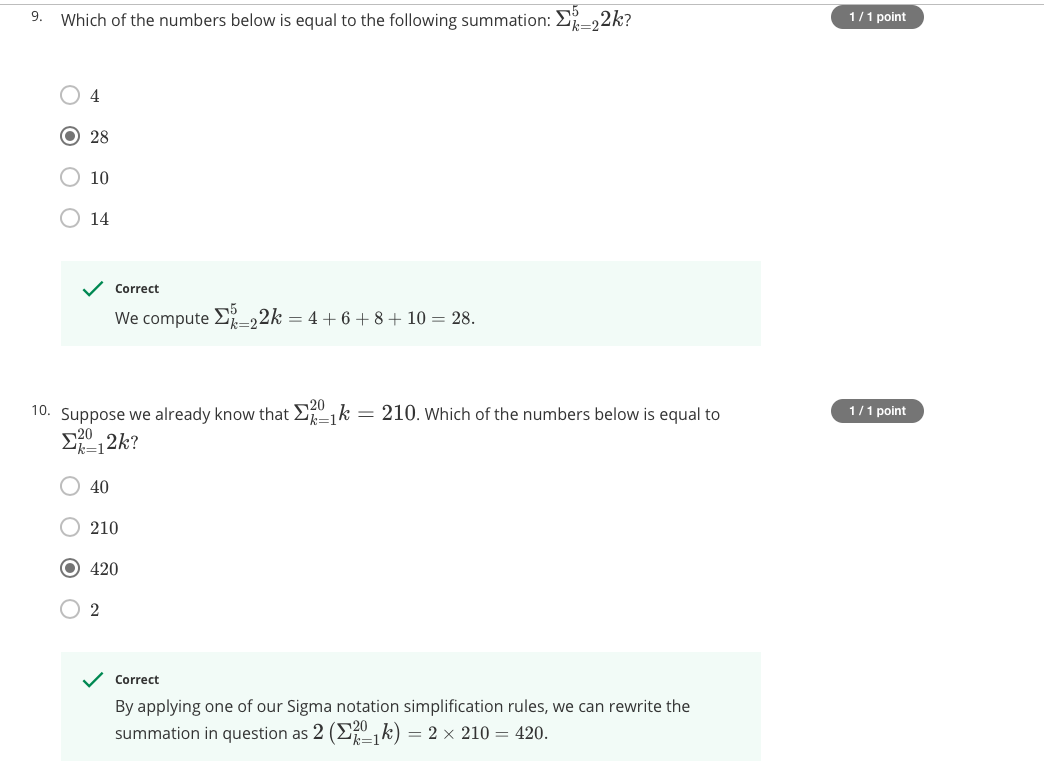 9. Which of the numbers below is equal to the following summation: $\Sigma_{k=2}^{5} 2k$?
1 / 1 point
4
28
10
14
Correct
We compute $\Sigma_{k=2}^{5} 2k = 4 + 6 + 8 + 10 = 28$.
10. Suppose we already know that $\Sigma_{k=1}^{20} k = 210$. Which of the numbers below is equal to
1 / 1 point
$\Sigma_{k=1}^{20} 2k$?
40
210
420
2
Correct
By applying one of our Sigma notation simplification rules, we can rewrite the
summation in question as $2 (\Sigma_{k=1}^{20} k) = 2 \times 210 = 420$.